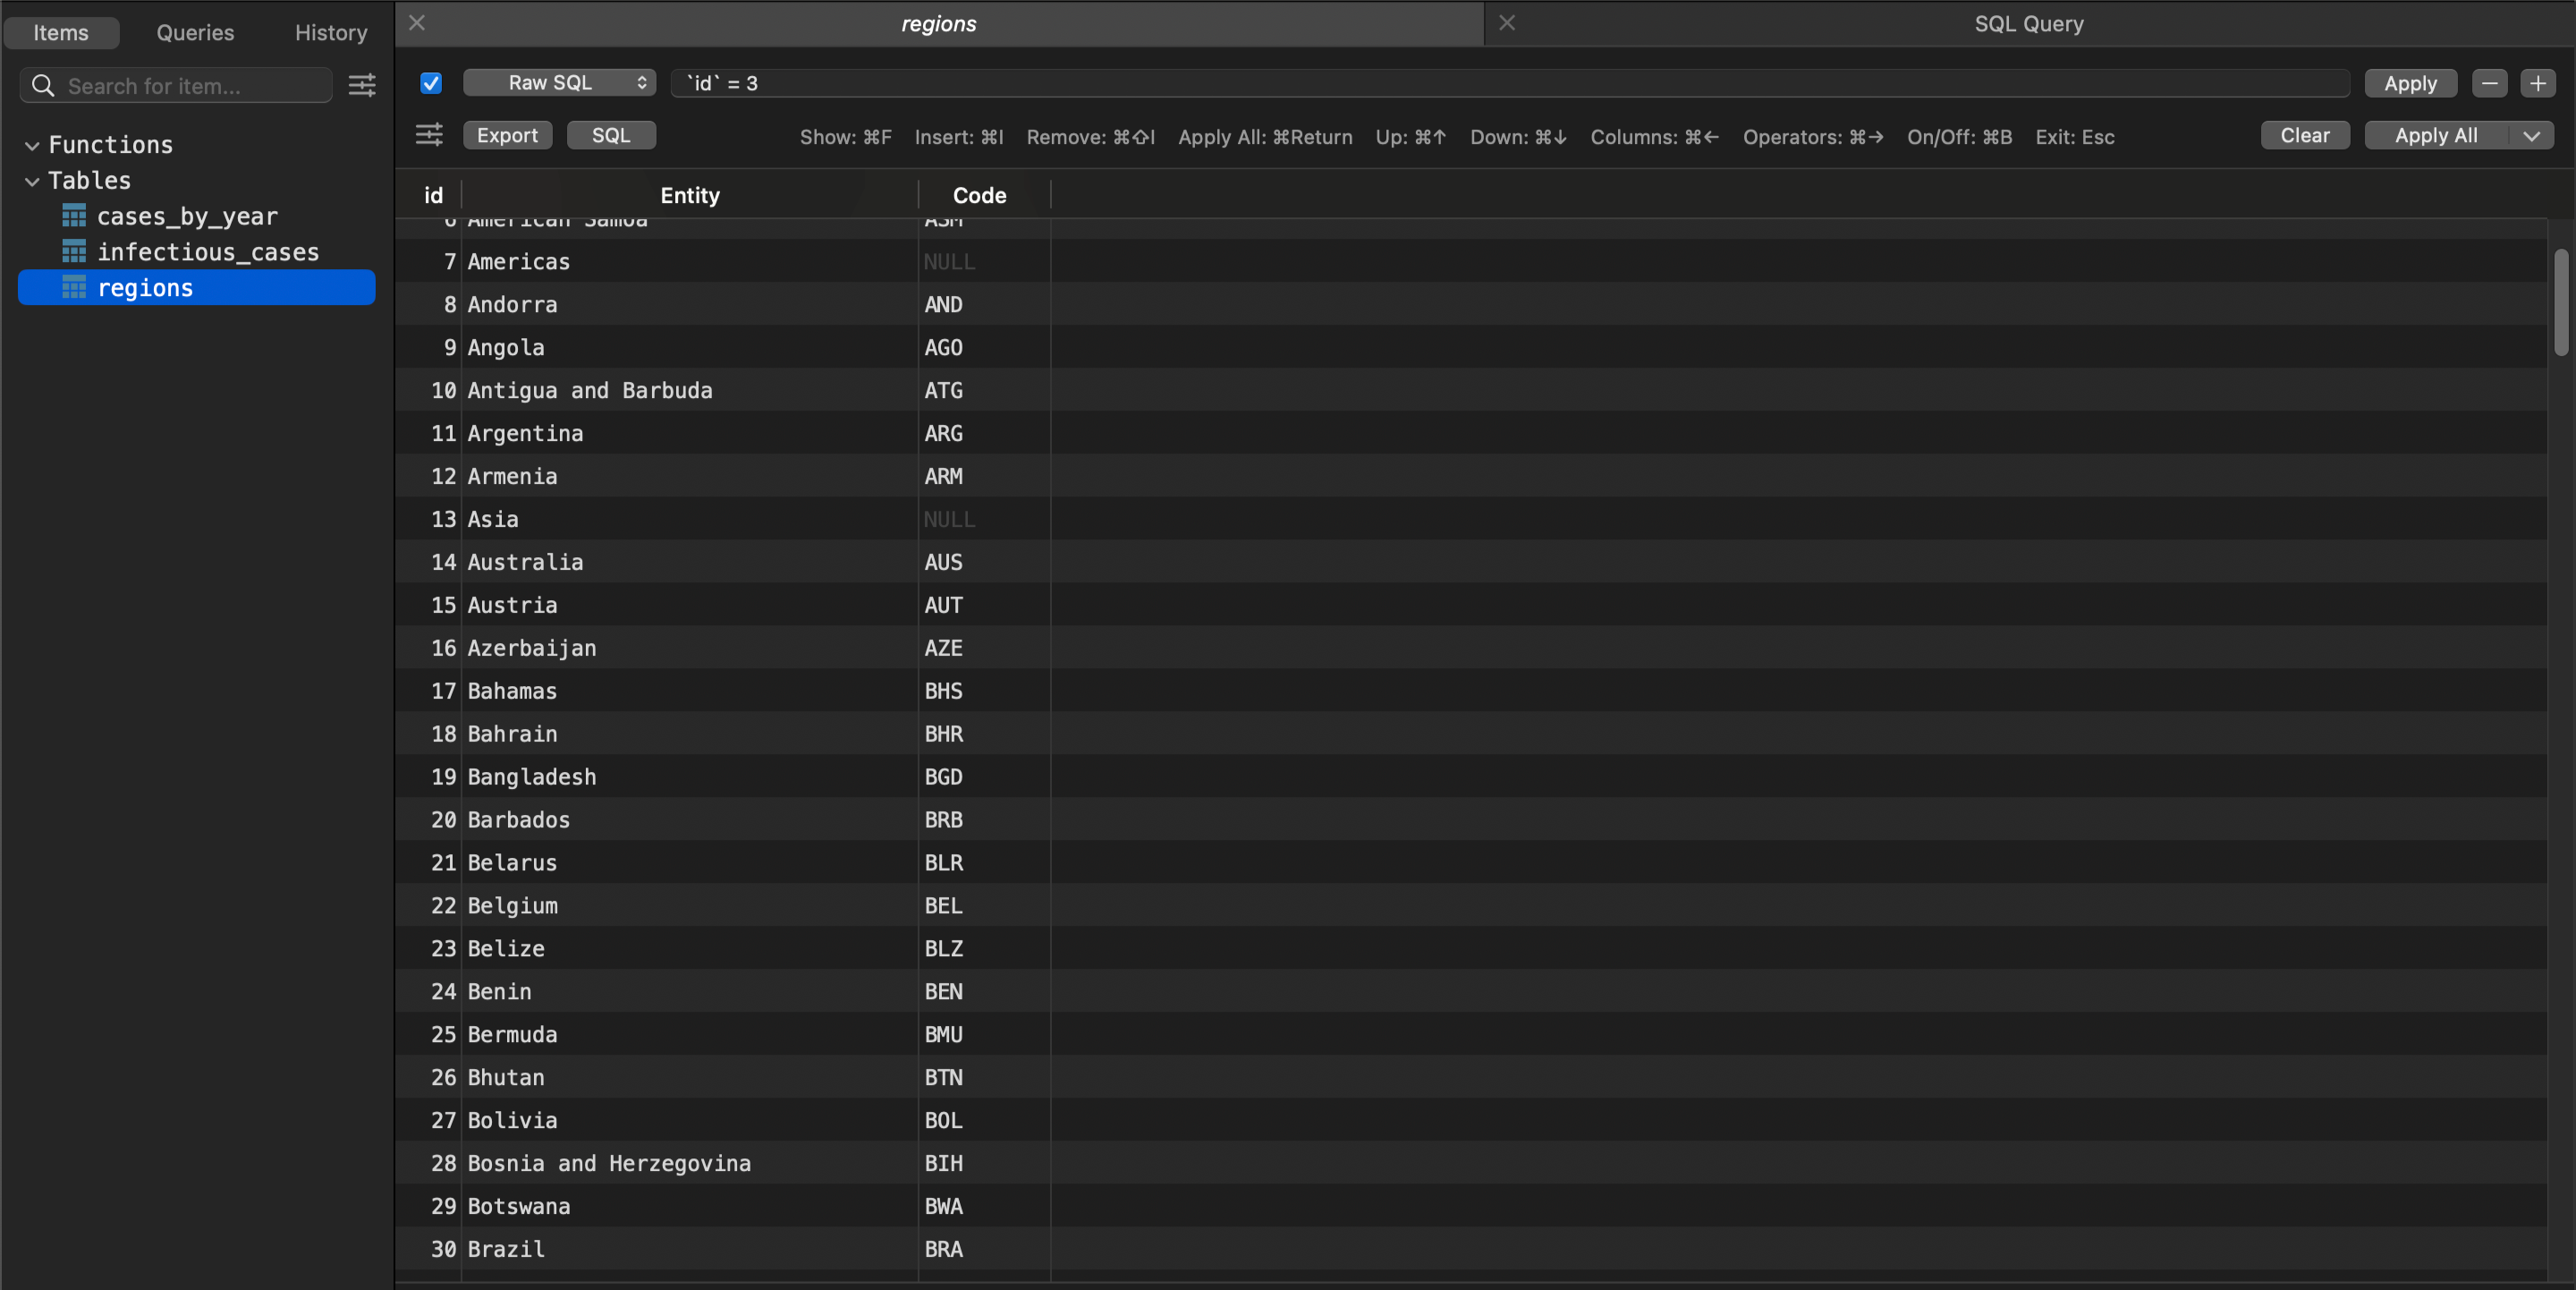 Items Queries History
Search for item...
Functions
Tables
cases_by_year
infectious_cases
regions
regions
SQL Query
Raw SQL
`id` = 3
Apply
Export SQL Show: ⌘F Insert: ⌘I Remove: ⌘⇧I Apply All: ⌘Return Up: ⌘↑ Down: ⌘↓ Columns: ⌘← Operators: ⌘→ On/Off: ⌘B Exit: Esc Clear Apply All
id Entity Code
6 American Samoa ASM
7 Americas NULL
8 Andorra AND
9 Angola AGO
10 Antigua and Barbuda ATG
11 Argentina ARG
12 Armenia ARM
13 Asia NULL
14 Australia AUS
15 Austria AUT
16 Azerbaijan AZE
17 Bahamas BHS
18 Bahrain BHR
19 Bangladesh BGD
20 Barbados BRB
21 Belarus BLR
22 Belgium BEL
23 Belize BLZ
24 Benin BEN
25 Bermuda BMU
26 Bhutan BTN
27 Bolivia BOL
28 Bosnia and Herzegovina BIH
29 Botswana BWA
30 Brazil BRA